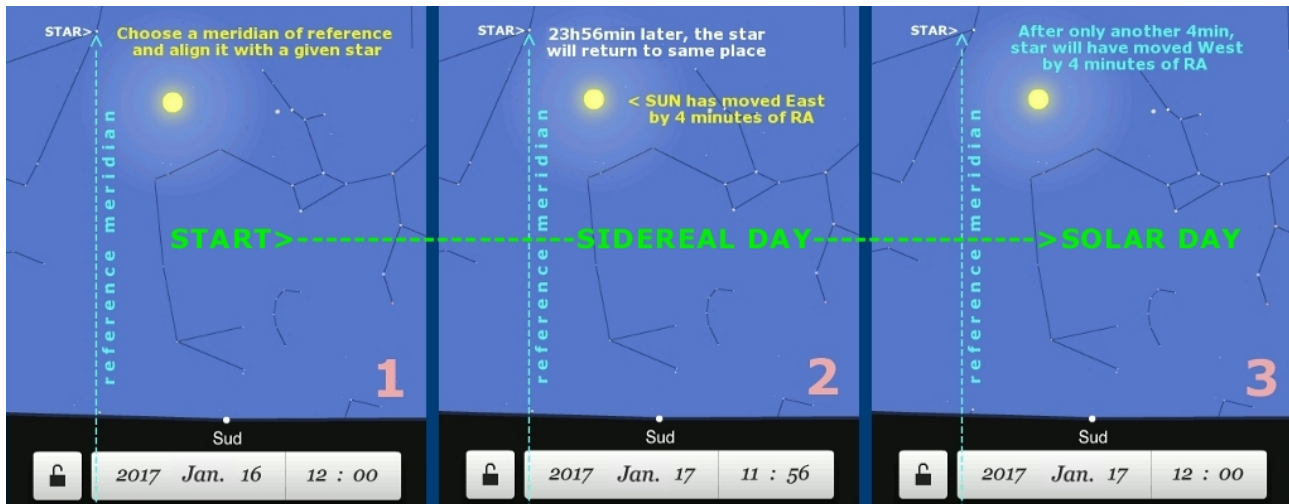 STAR>
Choose a meridian of reference
and align it with a given star
reference meridian
1
Sud
2017 Jan. 16 12 : 00
STAR>
23h56min later, the star
will return to same place
< SUN has moved East
by 4 minutes of RA
reference meridian
2
Sud
2017 Jan. 17 11 : 56
STAR>
After only another 4min,
star will have moved West
by 4 minutes of RA
reference meridian
3
Sud
2017 Jan. 17 12 : 00
START>--------------------SIDEREAL DAY---------------->SOLAR DAY